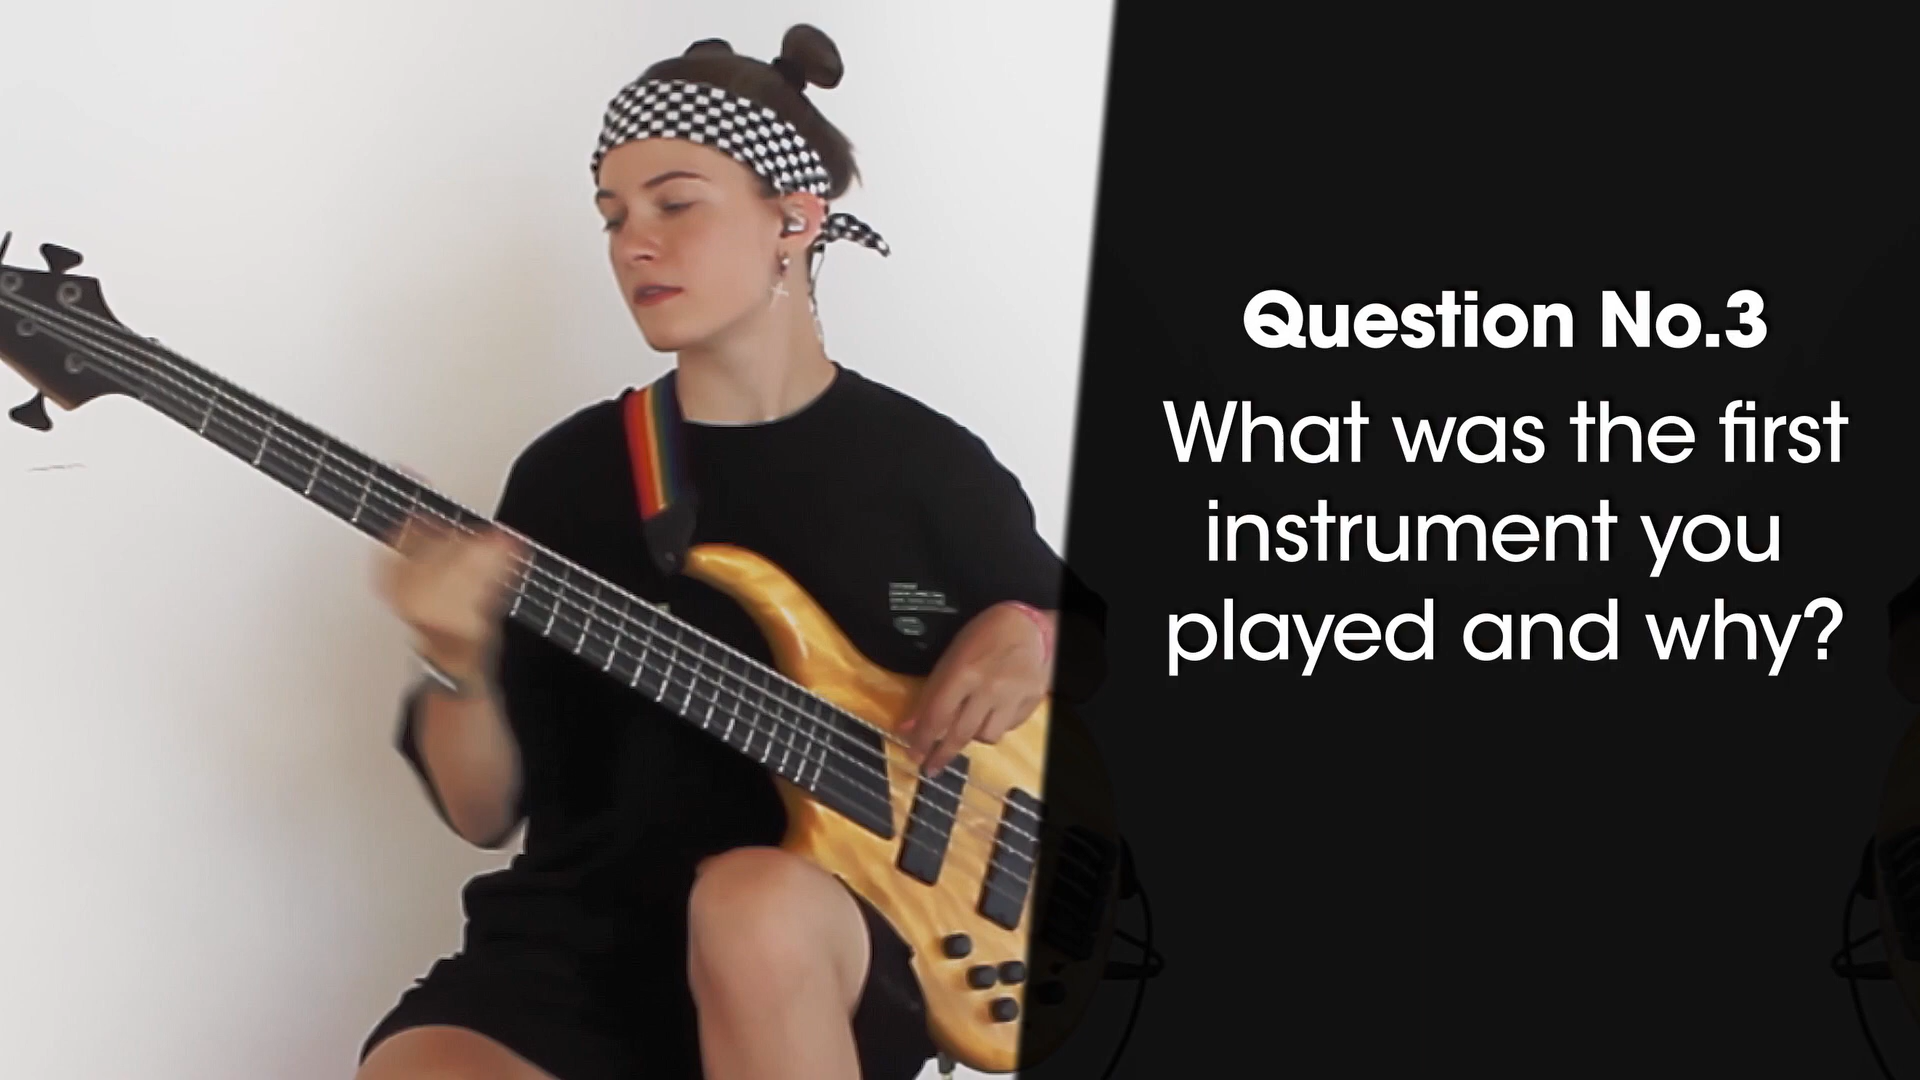 Question No.3
What was the first
instrument you
played and why?